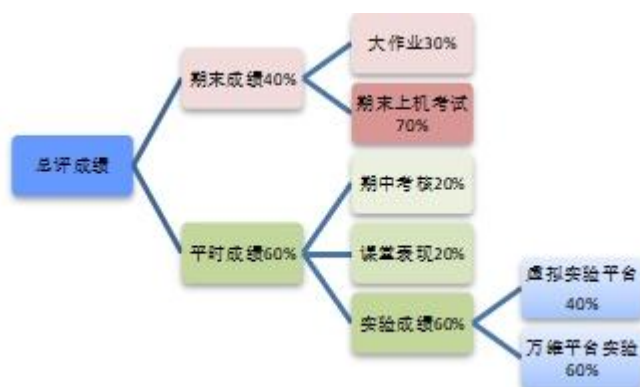 大作业30%
期末成绩40%
期末上机考试
70%
总评成绩
期中考核20%
平时成绩60%
课堂表现20%
实验成绩60%
虚拟实验平台
40%
万维平台实验
60%